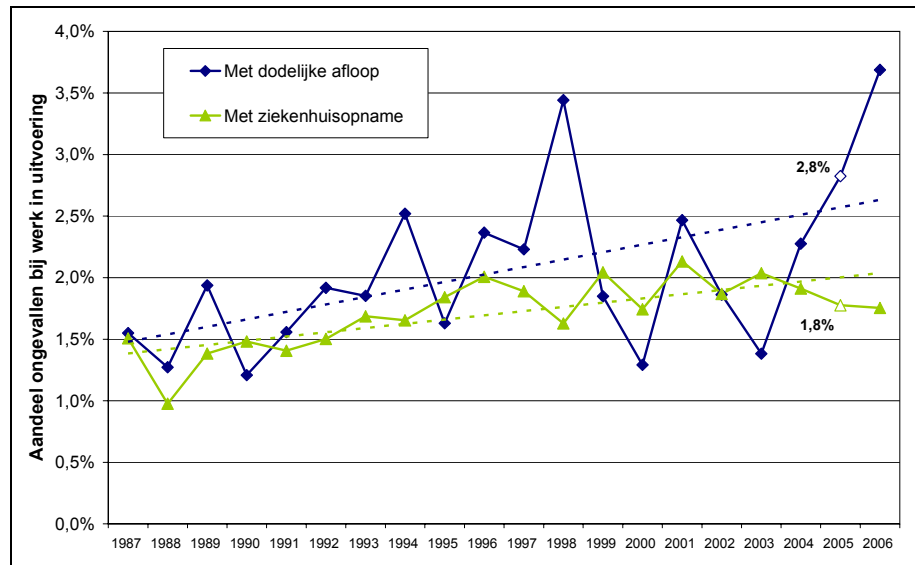 Aandeel ongevallen bij werk in uitvoering
4,0%
3,5%
3,0%
2,5%
2,0%
1,5%
1,0%
0,5%
0,0%
Met dodelijke afloop
Met ziekenhuisopname
2,8%
1,8%
1987 1988 1989 1990 1991 1992 1993 1994 1995 1996 1997 1998 1999 2000 2001 2002 2003 2004 2005 2006